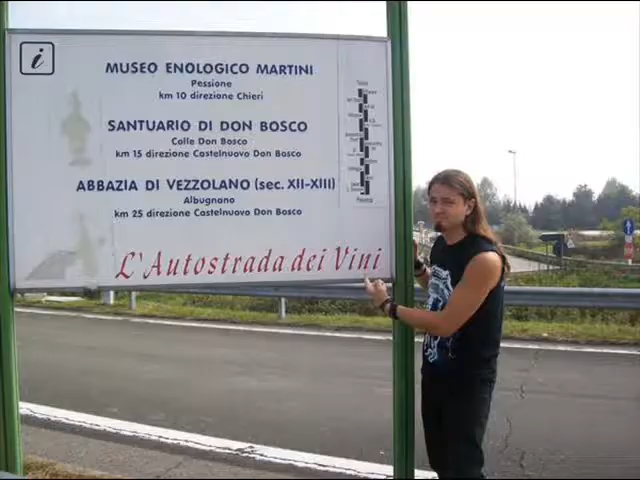 i
MUSEO ENOLOGICO MARTINI
Pessione
km 10 direzione Chieri
SANTUARIO DI DON BOSCO
Colle Don Bosco
km 15 direzione Castelnuovo Don Bosco
ABBAZIA DI VEZZOLANO (sec. XII-XIII)
Albugnano
km 25 direzione Castelnuovo Don Bosco
L'Autostrada dei Vini